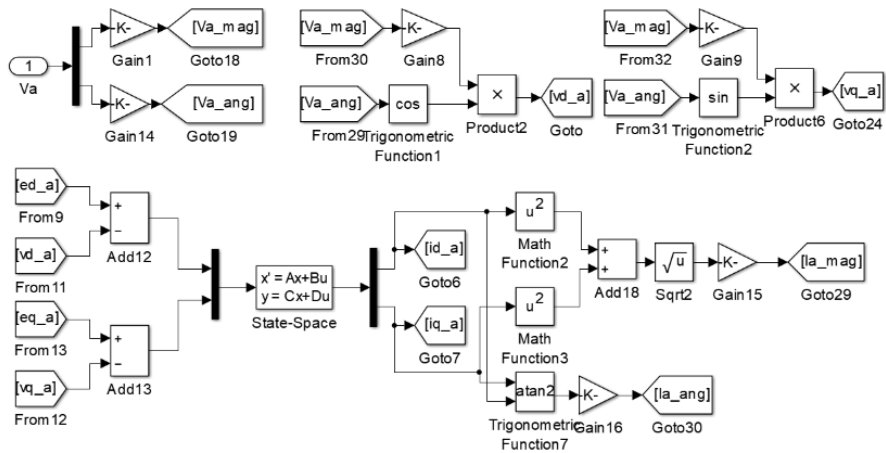 1
Va
-K-
Gain1
[Va_mag]
Goto18
-K-
Gain14
[Va_ang]
Goto19
[Va_mag]
From30
-K-
Gain8
[Va_ang]
From29
cos
Trigonometric
Function1
×
Product2
[vd_a]
Goto
[Va_mag]
From32
-K-
Gain9
[Va_ang]
From31
sin
Trigonometric
Function2
×
Product6
[vq_a]
Goto24
[ed_a]
From9
[vd_a]
From11
+
−
Add12
[eq_a]
From13
[vq_a]
From12
+
−
Add13
x' = Ax+Bu
y = Cx+Du
State-Space
[id_a]
Goto6
[iq_a]
Goto7
u²
Math
Function2
u²
Math
Function3
+
+
Add18
√u
Sqrt2
-K-
Gain15
[Ia_mag]
Goto29
atan2
Trigonometric
Function7
-K-
Gain16
[Ia_ang]
Goto30